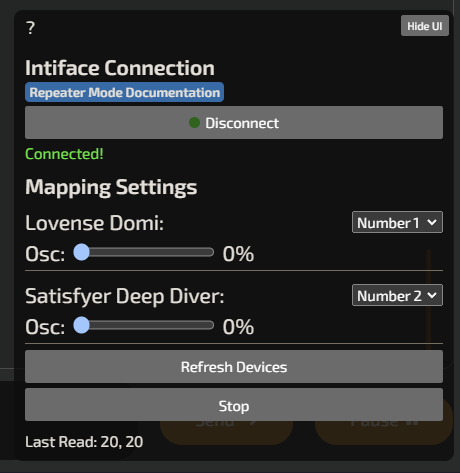 ?
Hide UI
Intiface Connection
Repeater Mode Documentation
Disconnect
Connected!
Mapping Settings
Lovense Domi:
Number 1
Osc:
0%
Satisfyer Deep Diver:
Number 2
Osc:
0%
Refresh Devices
Stop
Send
Pause
Last Read: 20, 20